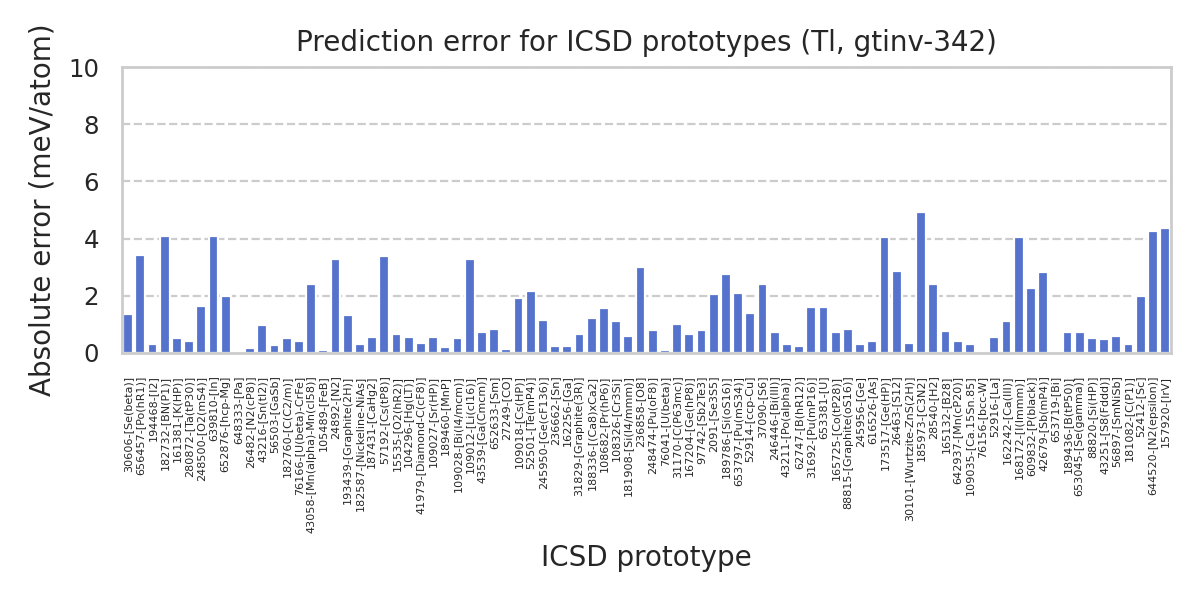 Prediction error for ICSD prototypes (Tl, gtinv-342)
Absolute error (meV/atom)
10
8
6
4
2
0
306061-[Se(beta)]
656457-[Po(hR1)]
194468-[I2]
182732-[BN(P1)]
16381-[K(HP)]
280872-[Ta(tP30)]
248500-[O2(mS4)]
639810-[In]
652876-[hcp-Mg]
648333-[Pa]
26482-[N2(cP8)]
43216-[Sn(tI2)]
56503-[GaSb]
182760-[C(C2/m)]
76166-[U(beta)-CrFe]
43058-[Mn(alpha)-Mn(cI58)]
105489-[FeB]
24892-[N2]
193439-[Graphite(2H)]
182587-[Nickeline-NiAs]
187431-[CaHg2]
57192-[Cs(tP8)]
15535-[O2(hR2)]
104296-[Hg(LT)]
41979-[Diamond-C(cF8)]
109027-[Sr(HP)]
189460-[MnP]
109028-[Bi(I4/mcm)]
109012-[Li(cI16)]
43539-[Ga(Cmcm)]
652633-[Sm]
27249-[CO]
109018-[Cs(HP)]
52501-[Te(mP4)]
245950-[Ge(cF136)]
236662-[Sn]
162256-[Ga]
31829-[Graphite(3R)]
188336-[(Ca8)xCa2]
108682-[Pr(hP6)]
108326-[Cr3Si]
181908-[Si(I4/mmm)]
236858-[O8]
248474-[Pu(oF8)]
76041-[U(beta)]
31170-[C(P63mc)]
167204-[Ge(hP8)]
97742-[Sb2Te3]
2091-[Se3S5]
189786-[Si(oS16)]
653797-[Pu(mS34)]
52914-[ccp-Cu]
37090-[S6]
246446-[Bi(III)]
43211-[Po(alpha)]
62747-[B(hR12)]
31692-[Pu(mP16)]
653381-[U]
165725-[Co(tP28)]
88815-[Graphite(oS16)]
245956-[Ge]
616526-[As]
173517-[Ge(HP)]
26463-[S12]
30101-[Wurtzite-ZnS(2H)]
185973-[C3N2]
28540-[H2]
165132-[B28]
642937-[Mn(cP20)]
109035-[Ca.15Sn.85]
76156-[bcc-W]
52916-[La]
162242-[Ca(III)]
168172-[I(Immm)]
609832-[P(black)]
42679-[Sb(mP4)]
653719-[Bi]
189436-[B(tP50)]
653045-[Se(gamma)]
88820-[Si(HP)]
43251-[S8(Fddd)]
56897-[SmNiSb]
181082-[C(P1)]
52412-[Sc]
644520-[N2(epsilon)]
157920-[IrV]
ICSD prototype